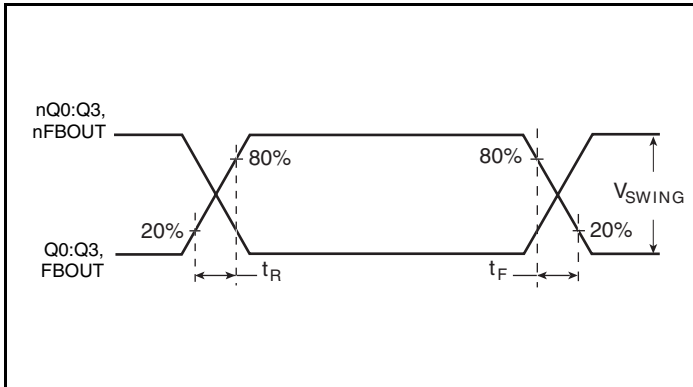 nQ0:Q3,
nFBOUT
80%
80%
VSWING
20%
20%
Q0:Q3,
FBOUT
tR
tF